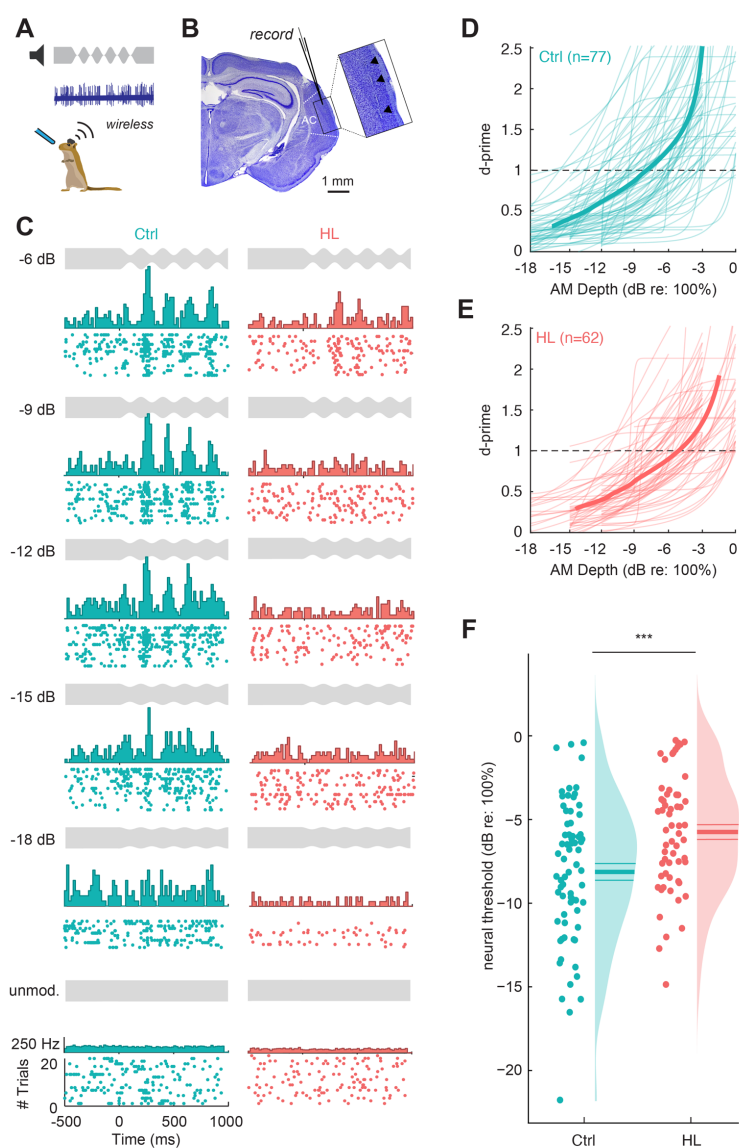 A
wireless
B
record
AC
1 mm
C
Ctrl
HL
-6 dB
-9 dB
-12 dB
-15 dB
-18 dB
unmod.
250 Hz
20
0
# Trials
-500 0 500 1000
Time (ms)
D
Ctrl (n=77)
2.5
2
1.5
1
0.5
0
d-prime
-18 -15 -12 -9 -6 -3 0
AM Depth (dB re: 100%)
E
HL (n=62)
2.5
2
1.5
1
0.5
0
d-prime
-18 -15 -12 -9 -6 -3 0
AM Depth (dB re: 100%)
F
***
0
−5
−10
−15
−20
neural threshold (dB re: 100%)
Ctrl HL